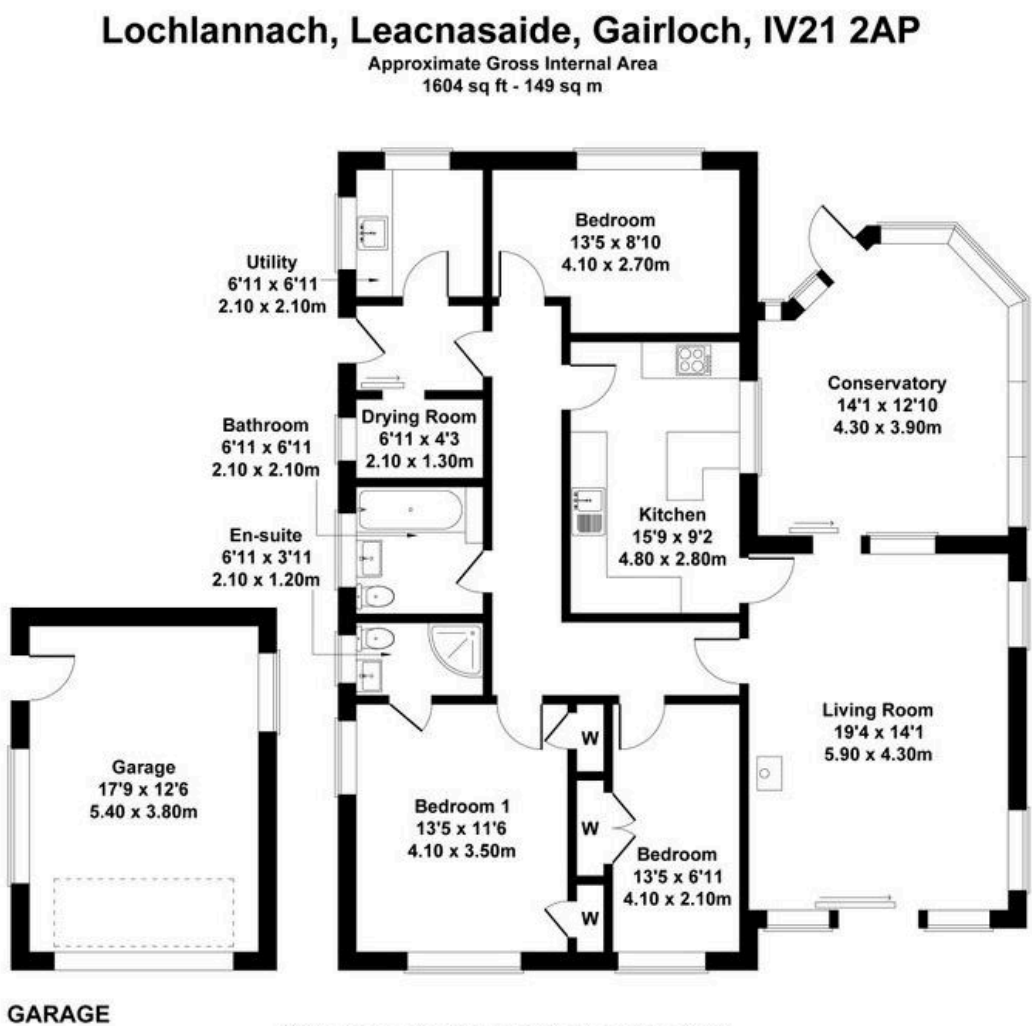 Lochlannach, Leacnasaide, Gairloch, IV21 2AP
Approximate Gross Internal Area
1604 sq ft - 149 sq m
Bedroom
13'5 x 8'10
4.10 x 2.70m
Utility
6'11 x 6'11
2.10 x 2.10m
Conservatory
14'1 x 12'10
4.30 x 3.90m
Drying Room
6'11 x 4'3
2.10 x 1.30m
Bathroom
6'11 x 6'11
2.10 x 2.10m
Kitchen
15'9 x 9'2
4.80 x 2.80m
En-suite
6'11 x 3'11
2.10 x 1.20m
Living Room
19'4 x 14'1
5.90 x 4.30m
W
Garage
17'9 x 12'6
5.40 x 3.80m
Bedroom 1
13'5 x 11'6
4.10 x 3.50m
W
Bedroom
13'5 x 6'11
4.10 x 2.10m
W
GARAGE